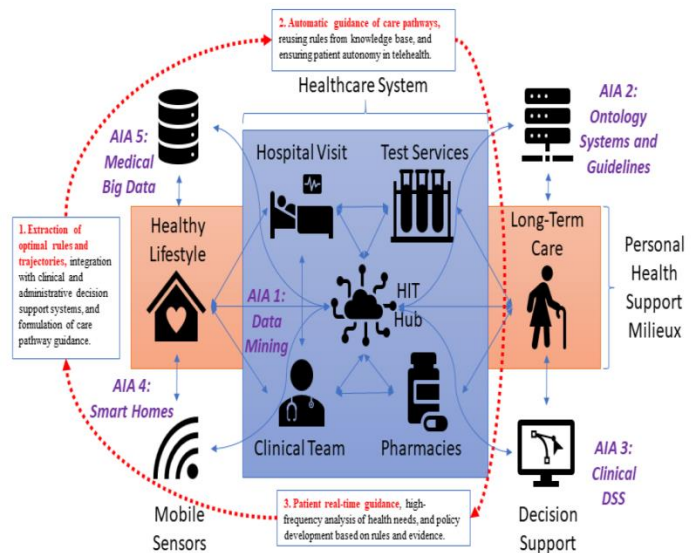 2. Automatic guidance of care pathways,
reusing rules from knowledge base, and
ensuring patient autonomy in telehealth.
Healthcare System
AIA 5:
Medical
Big Data
Hospital Visit
Test Services
AIA 2:
Ontology
Systems and
Guidelines
1. Extraction of
optimal rules and
trajectories, integration
with clinical and
administrative decision
support systems, and
formulation of care
pathway guidance.
Healthy
Lifestyle
AIA 1:
Data
Mining
HIT
Hub
Long-Term
Care
Personal
Health
Support
Milieux
AIA 4:
Smart Homes
Clinical Team
Pharmacies
AIA 3:
Clinical
DSS
Mobile
Sensors
3. Patient real-time guidance, high-
frequency analysis of health needs, and policy
development based on rules and evidence.
Decision
Support